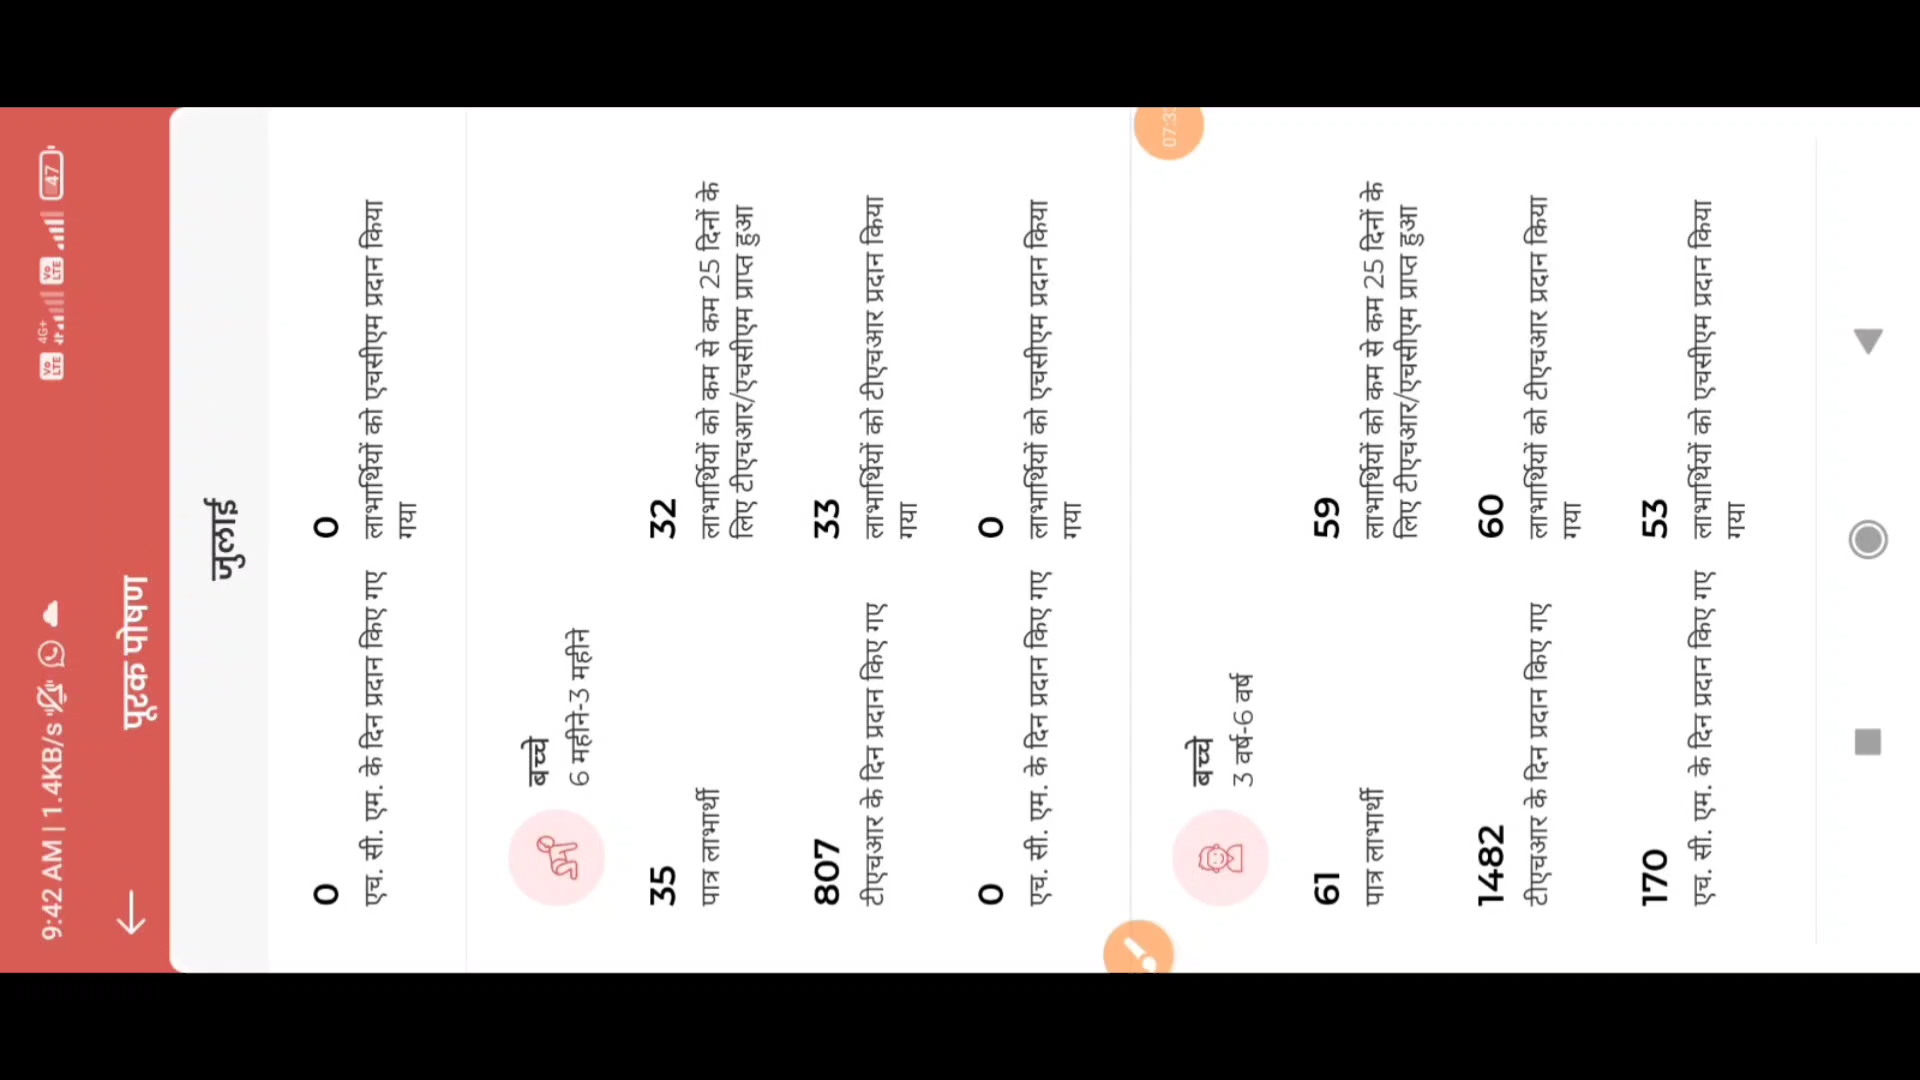 9:42 AM | 1.4KB/s
4G+
47
पूरक पोषण
जुलाई
0
एच. सी. एम. के दिन प्रदान किए गए
0
लाभार्थियों को एचसीएम प्रदान किया
गया
बच्चे
6 महीने-3 महीने
35
पात्र लाभार्थी
32
लाभार्थियों को कम से कम 25 दिनों के
लिए टीएचआर/एचसीएम प्राप्त हुआ
807
टीएचआर के दिन प्रदान किए गए
33
लाभार्थियों को टीएचआर प्रदान किया
गया
0
एच. सी. एम. के दिन प्रदान किए गए
0
लाभार्थियों को एचसीएम प्रदान किया
गया
बच्चे
3 वर्ष-6 वर्ष
61
पात्र लाभार्थी
59
लाभार्थियों को कम से कम 25 दिनों के
लिए टीएचआर/एचसीएम प्राप्त हुआ
1482
टीएचआर के दिन प्रदान किए गए
60
लाभार्थियों को टीएचआर प्रदान किया
गया
170
एच. सी. एम. के दिन प्रदान किए गए
53
लाभार्थियों को एचसीएम प्रदान किया
गया